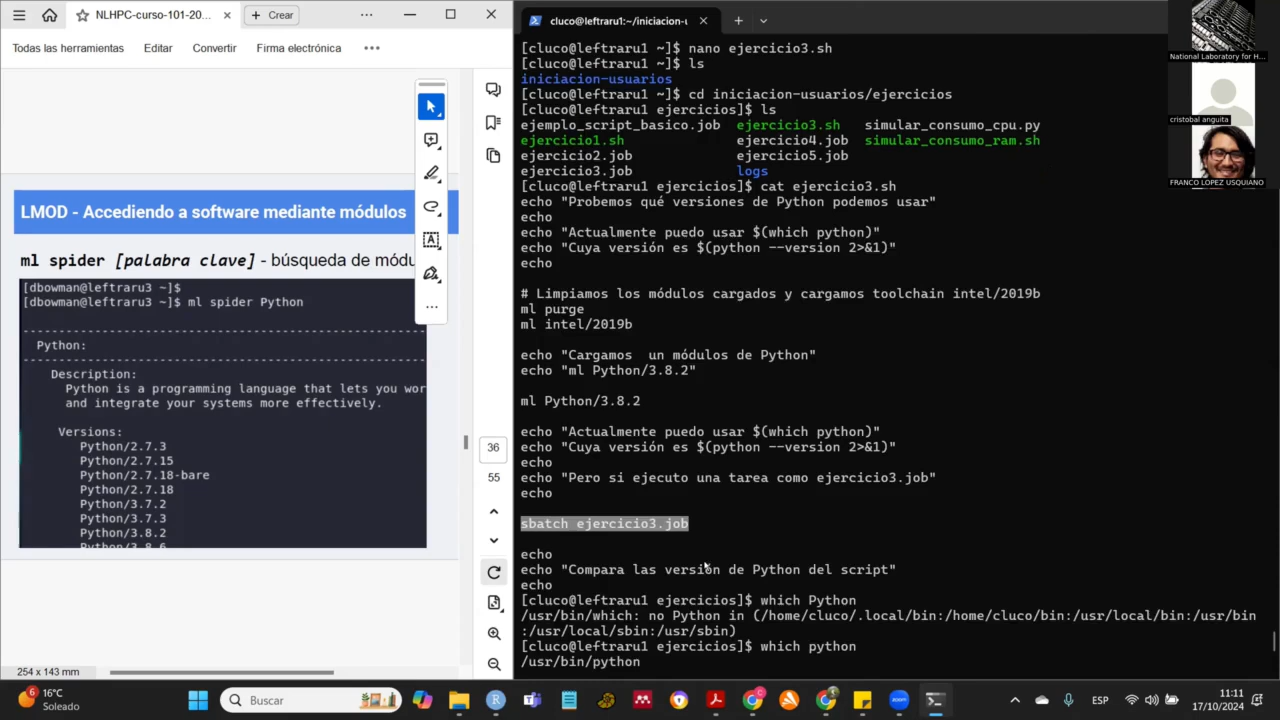 NLHPC-curso-101-20...
Crear
Todas las herramientas
Editar
Convertir
Firma electrónica
LMOD - Accediendo a software mediante módulos
ml spider [palabra clave] - búsqueda de módu
[dbowman@leftraru3 ~]$
[dbowman@leftraru3 ~]$ ml spider Python
Python:
Description:
Python is a programming language that lets you wor
and integrate your systems more effectively.
Versions:
Python/2.7.3
Python/2.7.15
Python/2.7.18-bare
Python/2.7.18
Python/3.7.2
Python/3.7.3
Python/3.8.2
Python/3.8.6
254 x 143 mm
36
55
cluco@leftraru1:~/iniciacion-u
[cluco@leftraru1 ~]$ nano ejercicio3.sh
[cluco@leftraru1 ~]$ ls
iniciacion-usuarios
[cluco@leftraru1 ~]$ cd iniciacion-usuarios/ejercicios
[cluco@leftraru1 ejercicios]$ ls
ejemplo_script_basico.job  ejercicio3.sh   simular_consumo_cpu.py
ejercicio1.sh              ejercicio4.job  simular_consumo_ram.sh
ejercicio2.job             ejercicio5.job
ejercicio3.job             logs
[cluco@leftraru1 ejercicios]$ cat ejercicio3.sh
echo "Probemos qué versiones de Python podemos usar"
echo
echo "Actualmente puedo usar $(which python)"
echo "Cuya versión es $(python --version 2>&1)"
echo
# Limpiamos los módulos cargados y cargamos toolchain intel/2019b
ml purge
ml intel/2019b
echo "Cargamos  un módulos de Python"
echo "ml Python/3.8.2"
ml Python/3.8.2
echo "Actualmente puedo usar $(which python)"
echo "Cuya versión es $(python --version 2>&1)"
echo
echo "Pero si ejecuto una tarea como ejercicio3.job"
echo
sbatch ejercicio3.job
echo
echo "Compara las versión de Python del script"
echo
[cluco@leftraru1 ejercicios]$ which Python
/usr/bin/which: no Python in (/home/cluco/.local/bin:/home/cluco/bin:/usr/local/bin:/usr/bin
:/usr/local/sbin:/usr/sbin)
[cluco@leftraru1 ejercicios]$ which python
/usr/bin/python
National Laboratory for H...
cristobal anguita
FRANCO LOPEZ USQUIANO
6
16°C
Soleado
Buscar
ESP
11:11
17/10/2024